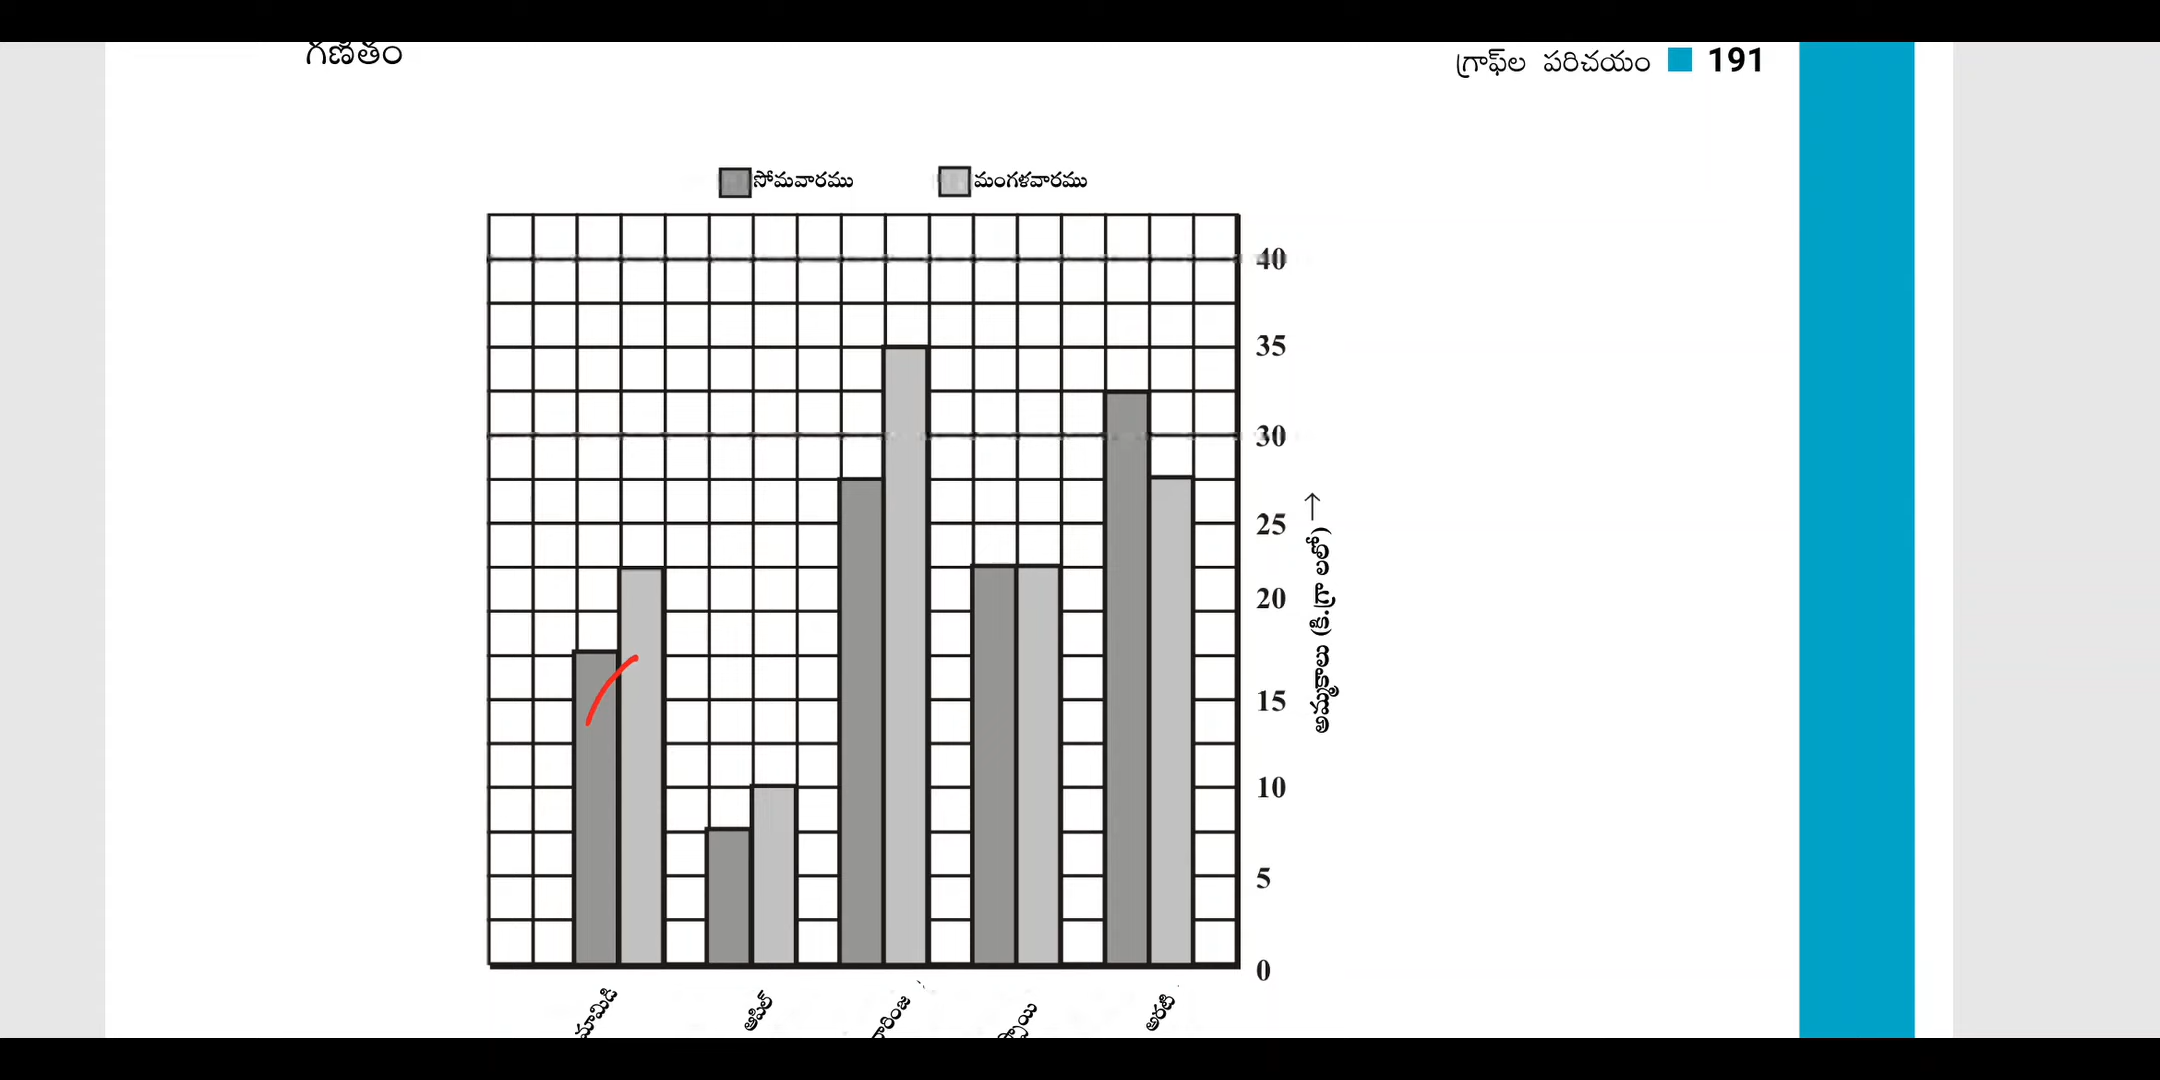 గణితం
గ్రాఫ్‌ల పరిచయం 191
సోమవారము మంగళవారము
40
35
30
25
20
15
10
5
0
అమ్మకాలు (కి.గ్రా లలో) →
మామిడి ఆపిల్ అరటి